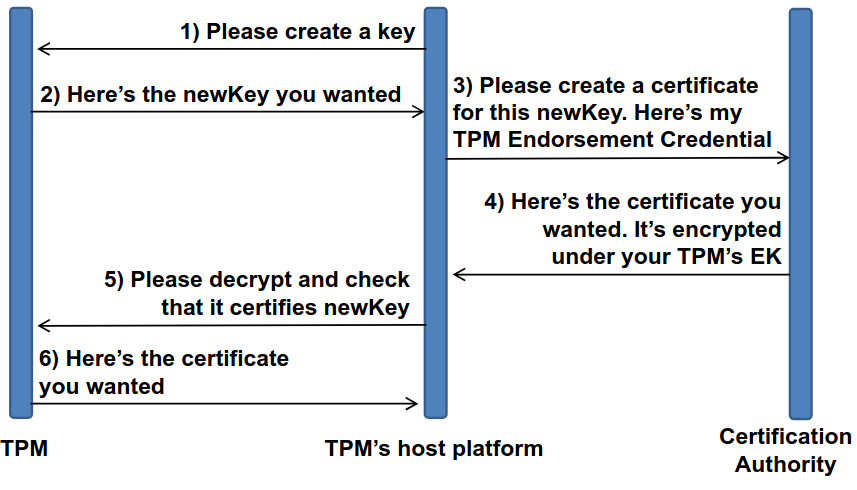 1) Please create a key
2) Here's the newKey you wanted
3) Please create a certificate
for this newKey. Here's my
TPM Endorsement Credential
4) Here's the certificate you
wanted. It's encrypted
under your TPM's EK
5) Please decrypt and check
that it certifies newKey
6) Here's the certificate
you wanted
TPM
TPM's host platform
Certification
Authority